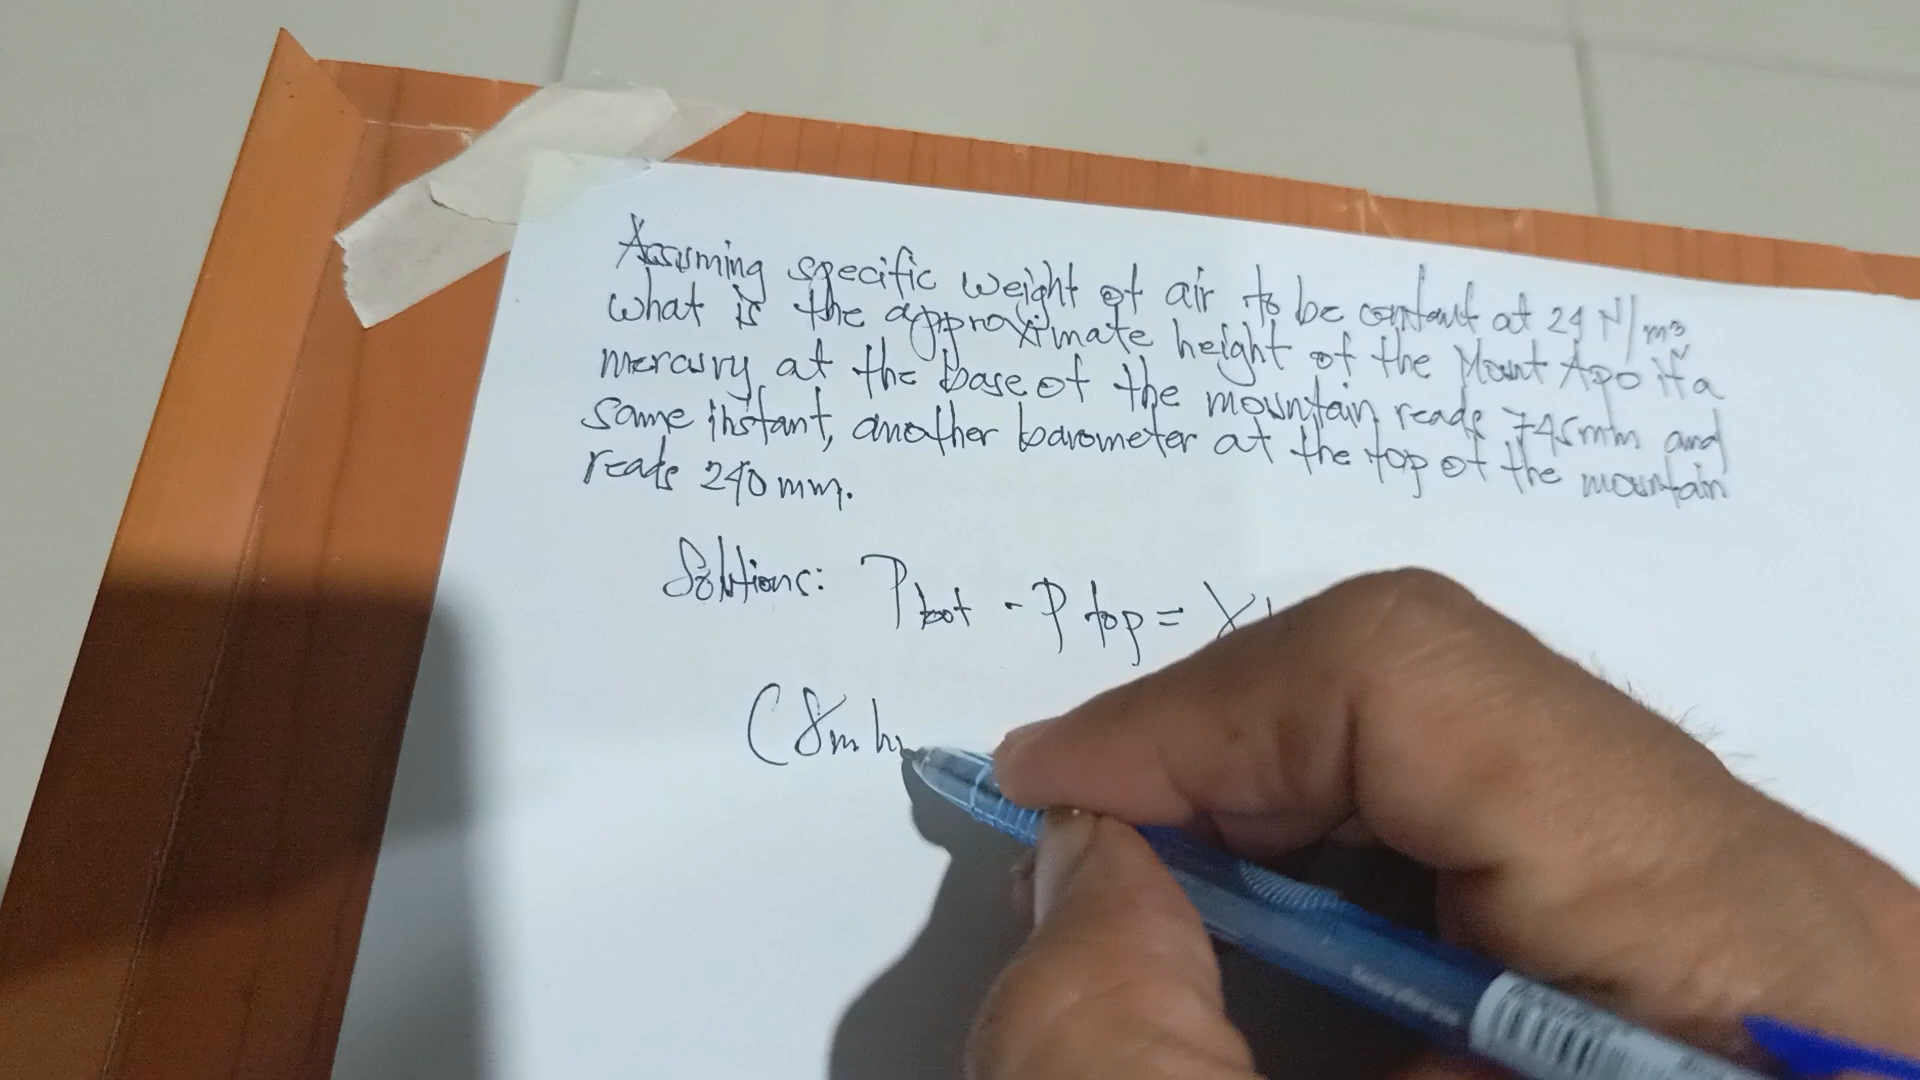 Assuming specific weight of air to be contant at 24 N/m³
what is the approximate height of the Mount Apo if a
mercury at the base of the mountain reads 745mm and
same instant, another barometer at the top of the mountain
reads 240 mm.
Solutions: Pbot - Ptop = γ
(γm h